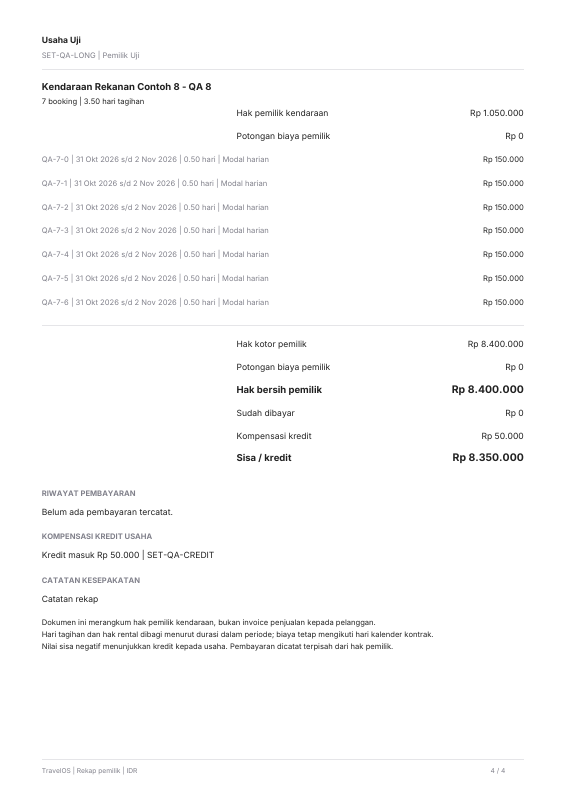 Usaha Uji
SET-QA-LONG | Pemilik Uji
Kendaraan Rekanan Contoh 8 - QA 8
7 booking | 3.50 hari tagihan
Hak pemilik kendaraan Rp 1.050.000
Potongan biaya pemilik Rp 0
QA-7-0 | 31 Okt 2026 s/d 2 Nov 2026 | 0.50 hari | Modal harian Rp 150.000
QA-7-1 | 31 Okt 2026 s/d 2 Nov 2026 | 0.50 hari | Modal harian Rp 150.000
QA-7-2 | 31 Okt 2026 s/d 2 Nov 2026 | 0.50 hari | Modal harian Rp 150.000
QA-7-3 | 31 Okt 2026 s/d 2 Nov 2026 | 0.50 hari | Modal harian Rp 150.000
QA-7-4 | 31 Okt 2026 s/d 2 Nov 2026 | 0.50 hari | Modal harian Rp 150.000
QA-7-5 | 31 Okt 2026 s/d 2 Nov 2026 | 0.50 hari | Modal harian Rp 150.000
QA-7-6 | 31 Okt 2026 s/d 2 Nov 2026 | 0.50 hari | Modal harian Rp 150.000
Hak kotor pemilik Rp 8.400.000
Potongan biaya pemilik Rp 0
Hak bersih pemilik Rp 8.400.000
Sudah dibayar Rp 0
Kompensasi kredit Rp 50.000
Sisa / kredit Rp 8.350.000
RIWAYAT PEMBAYARAN
Belum ada pembayaran tercatat.
KOMPENSASI KREDIT USAHA
Kredit masuk Rp 50.000 | SET-QA-CREDIT
CATATAN KESEPAKATAN
Catatan rekap
Dokumen ini merangkum hak pemilik kendaraan, bukan invoice penjualan kepada pelanggan.
Hari tagihan dan hak rental dibagi menurut durasi dalam periode; biaya tetap mengikuti hari kalender kontrak.
Nilai sisa negatif menunjukkan kredit kepada usaha. Pembayaran dicatat terpisah dari hak pemilik.
TravelOS | Rekap pemilik | IDR 4 / 4